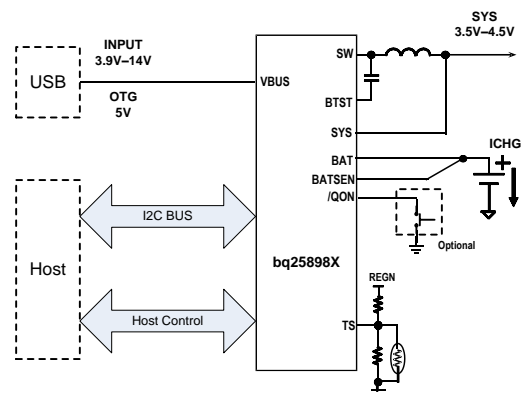 SYS
3.5V–4.5V
INPUT
3.9V–14V
USB
OTG
5V
VBUS
SW
BTST
SYS
BAT
BATSEN
/QON
ICHG
+
Optional
I2C BUS
Host
bq25898X
Host Control
REGN
TS